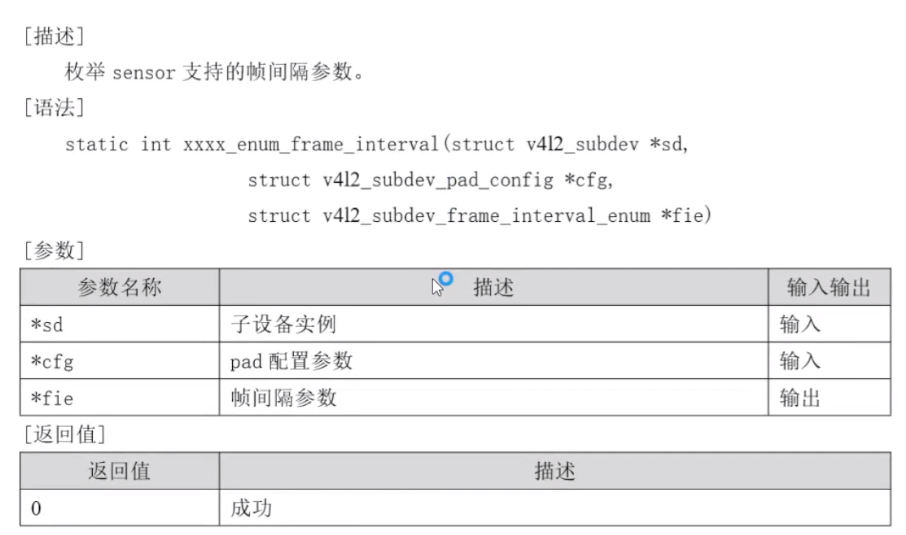 [描述]
枚举 sensor 支持的帧间隔参数。
[语法]
static int xxxx_enum_frame_interval(struct v4l2_subdev *sd,
struct v4l2_subdev_pad_config *cfg,
struct v4l2_subdev_frame_interval_enum *fie)
[参数]
参数名称 描述 输入输出
*sd 子设备实例 输入
*cfg pad 配置参数 输入
*fie 帧间隔参数 输出
[返回值]
返回值 描述
0 成功